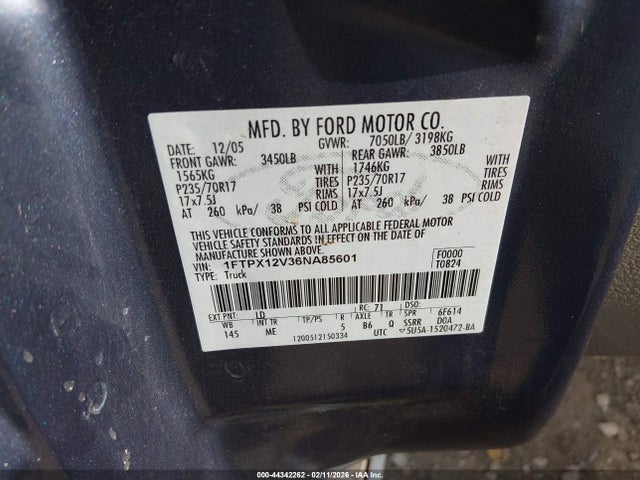 MFD. BY FORD MOTOR CO.
DATE: 12/05 GVWR: 7050LB/ 3198KG
FRONT GAWR: 3450LB REAR GAWR: 3850LB
1565KG WITH 1746KG WITH
P235/70R17 TIRES P235/70R17 TIRES
17x7.5J RIMS 17x7.5J RIMS
AT 260 kPa/ 38 PSI COLD AT 260 kPa/ 38 PSI COLD
THIS VEHICLE CONFORMS TO ALL APPLICABLE FEDERAL MOTOR
VEHICLE SAFETY STANDARDS IN EFFECT ON THE DATE OF
MANUFACTURE SHOWN ABOVE.
VIN: 1FTPX12V36NA85601 F0000
TYPE: Truck T0824
EXT PNT: LD RC: 71 DSO:
WB INT TR TP/PS R AXLE TR SPR 6F614
145 ME 5 B6 Q SSRR DOA
1200512150334 UTC 5U5A-1520472-BA
Ford
000-44342262 - 02/11/2026 - IAA Inc.